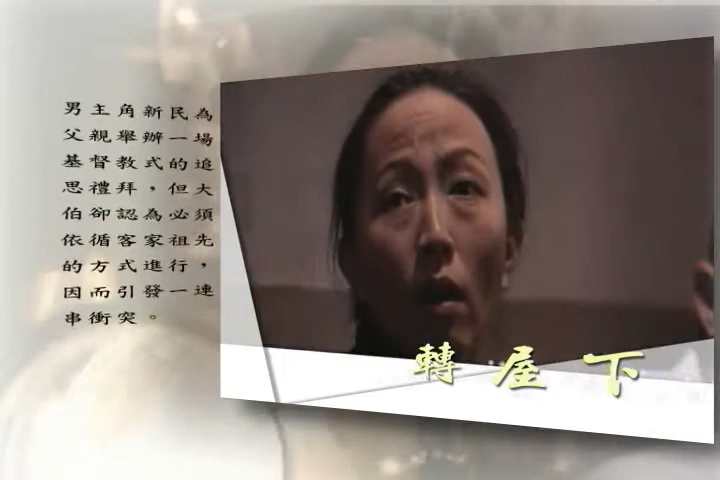 男主角新民為
父親舉辦一場
基督教式的追
思禮拜，但大
伯卻認為必須
依循客家祖先
的方式進行，
因而引發一連
串衝突。
轉屋下